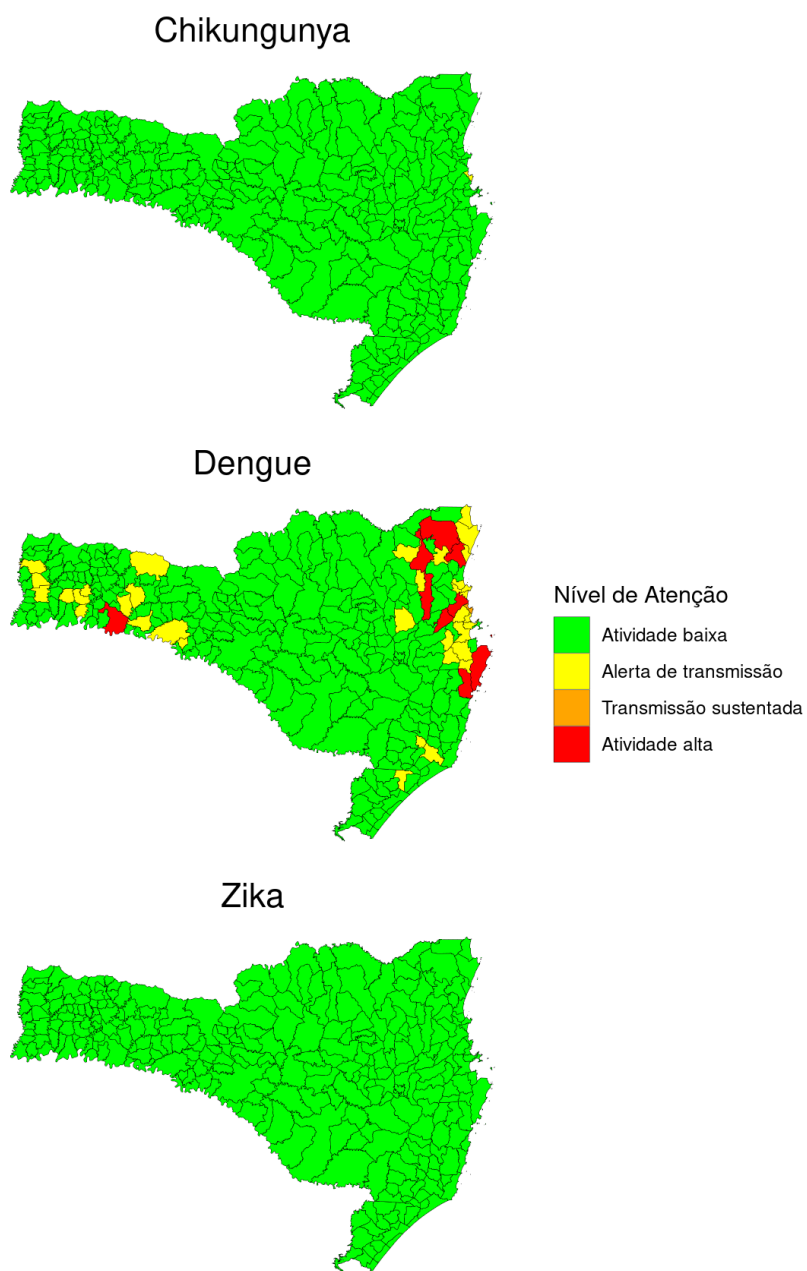 Chikungunya
Dengue
Nível de Atenção
Atividade baixa
Alerta de transmissão
Transmissão sustentada
Atividade alta
Zika